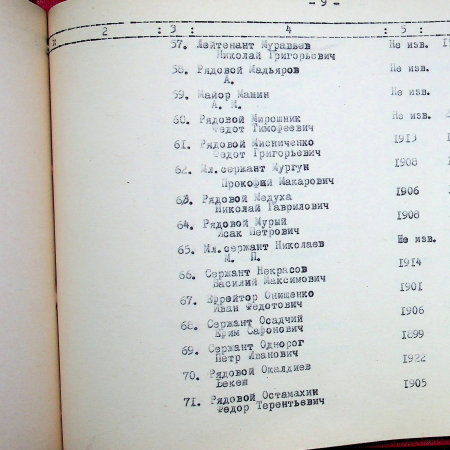 - 9 -
2 : 3 : 4 : 5 :
57. Лейтенант Муравьев Не изв.
Николай Григорьевич
58. Рядовой Мадьяров Не изв.
А.
59. Майор Манин Не изв.
А. И.
60. Рядовой Мирошник Не изв.
Федот Тимофеевич
61. Рядовой Мисниченко 1913
Федот Григорьевич
62. Мл.сержант Мургун 1908
Прокофий Макарович
63. Рядовой Медуха 1906
Николай Гаврилович
64. Рядовой Мурый 1908
Исак Петрович
65. Мл.сержант Николаев Не изв.
М. П.
66. Сержант Некрасов 1914
Василий Максимович
67. Ефрейтор Онищенко 1901
Иван Федотович
68. Сержант Осадчий 1906
Ефим Сафонович
69. Сержант Однорог 1899
Петр Иванович
70. Рядовой Окалдиев 1922
Бекен
71. Рядовой Остамахин 1905
Федор Терентьевич